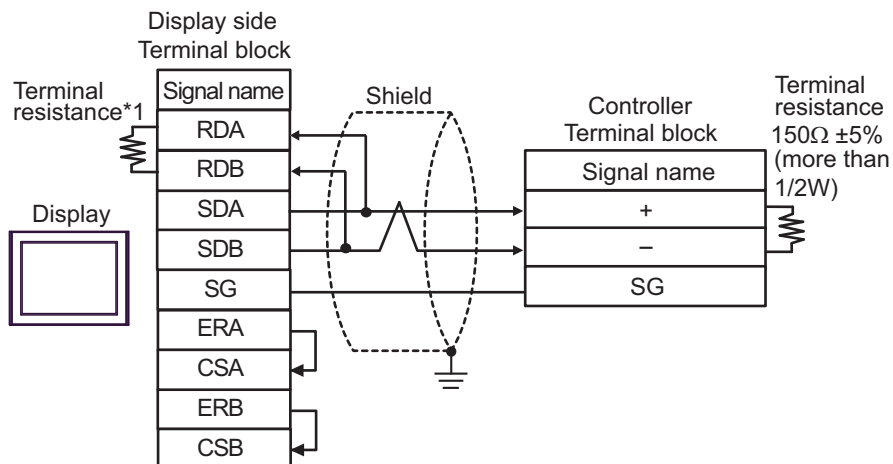 Display side
Terminal block
Terminal
resistance*1
Signal name
RDA
RDB
SDA
SDB
SG
ERA
CSA
ERB
CSB
Display
Shield
Controller
Terminal block
Signal name
+
–
SG
Terminal
resistance
150Ω ±5%
(more than
1/2W)